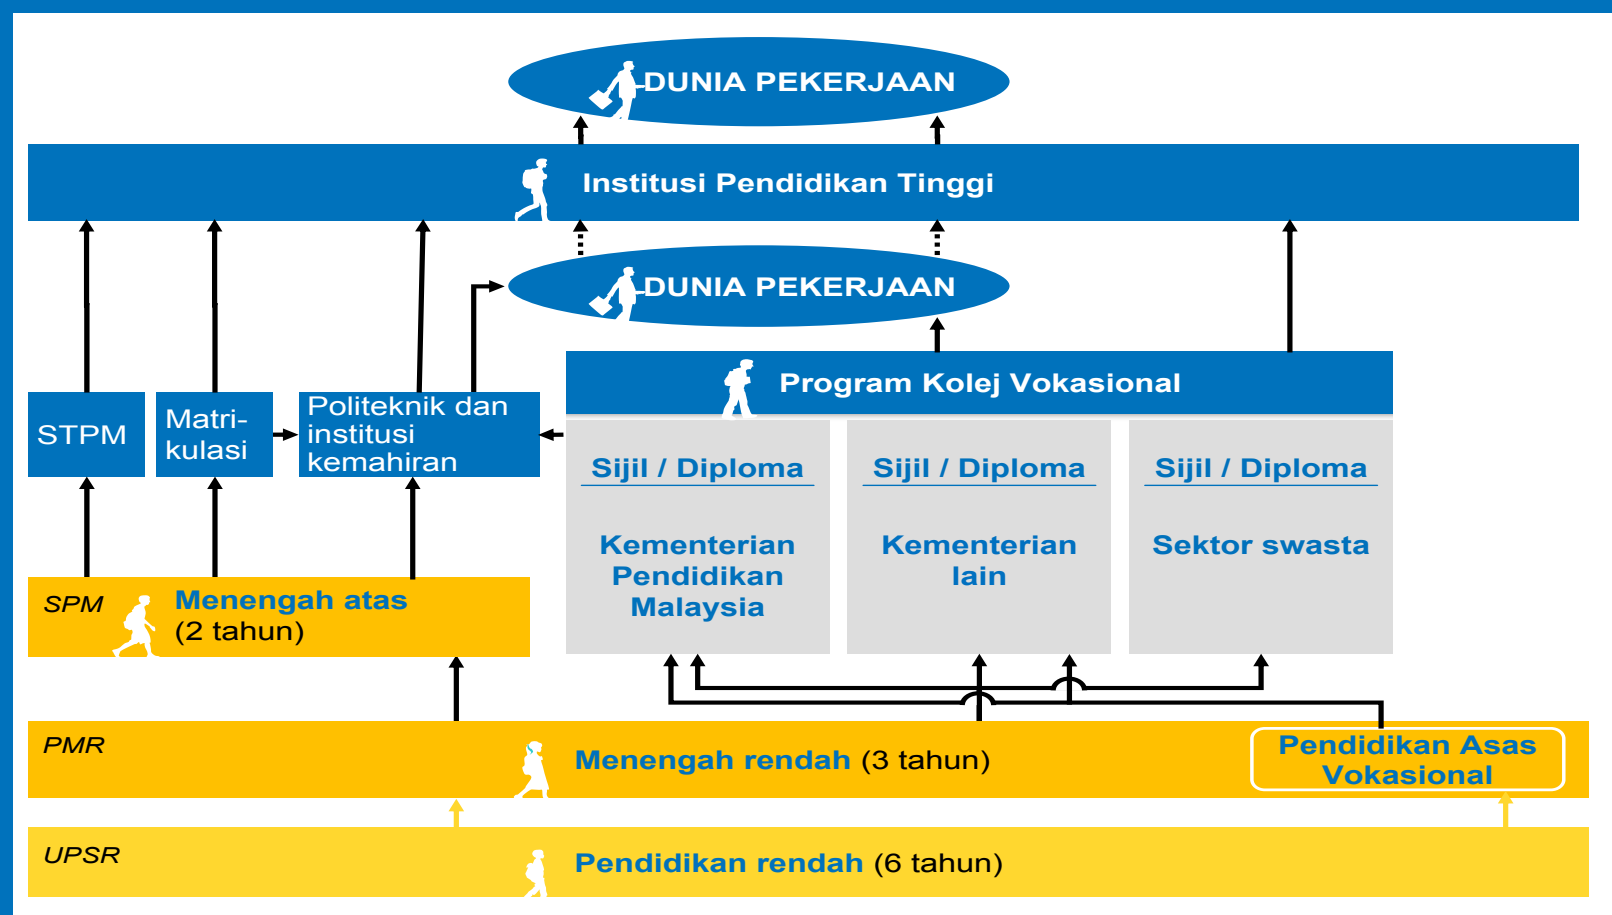 DUNIA PEKERJAAN
Institusi Pendidikan Tinggi
DUNIA PEKERJAAN
Program Kolej Vokasional
STPM
Matri-
kulasi
Politeknik dan
institusi
kemahiran
Sijil / Diploma
Kementerian
Pendidikan
Malaysia
Sijil / Diploma
Kementerian
lain
Sijil / Diploma
Sektor swasta
SPM
Menengah atas
(2 tahun)
PMR
Menengah rendah (3 tahun)
Pendidikan Asas
Vokasional
UPSR
Pendidikan rendah (6 tahun)